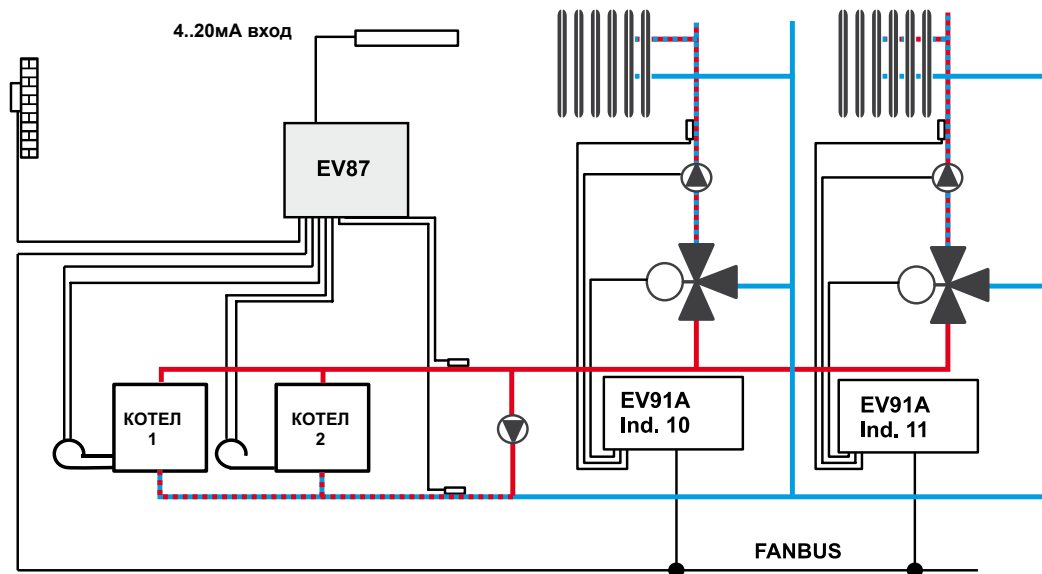 4..20мА вход
EV87
КОТЕЛ
1
КОТЕЛ
2
EV91A
Ind. 10
EV91A
Ind. 11
FANBUS